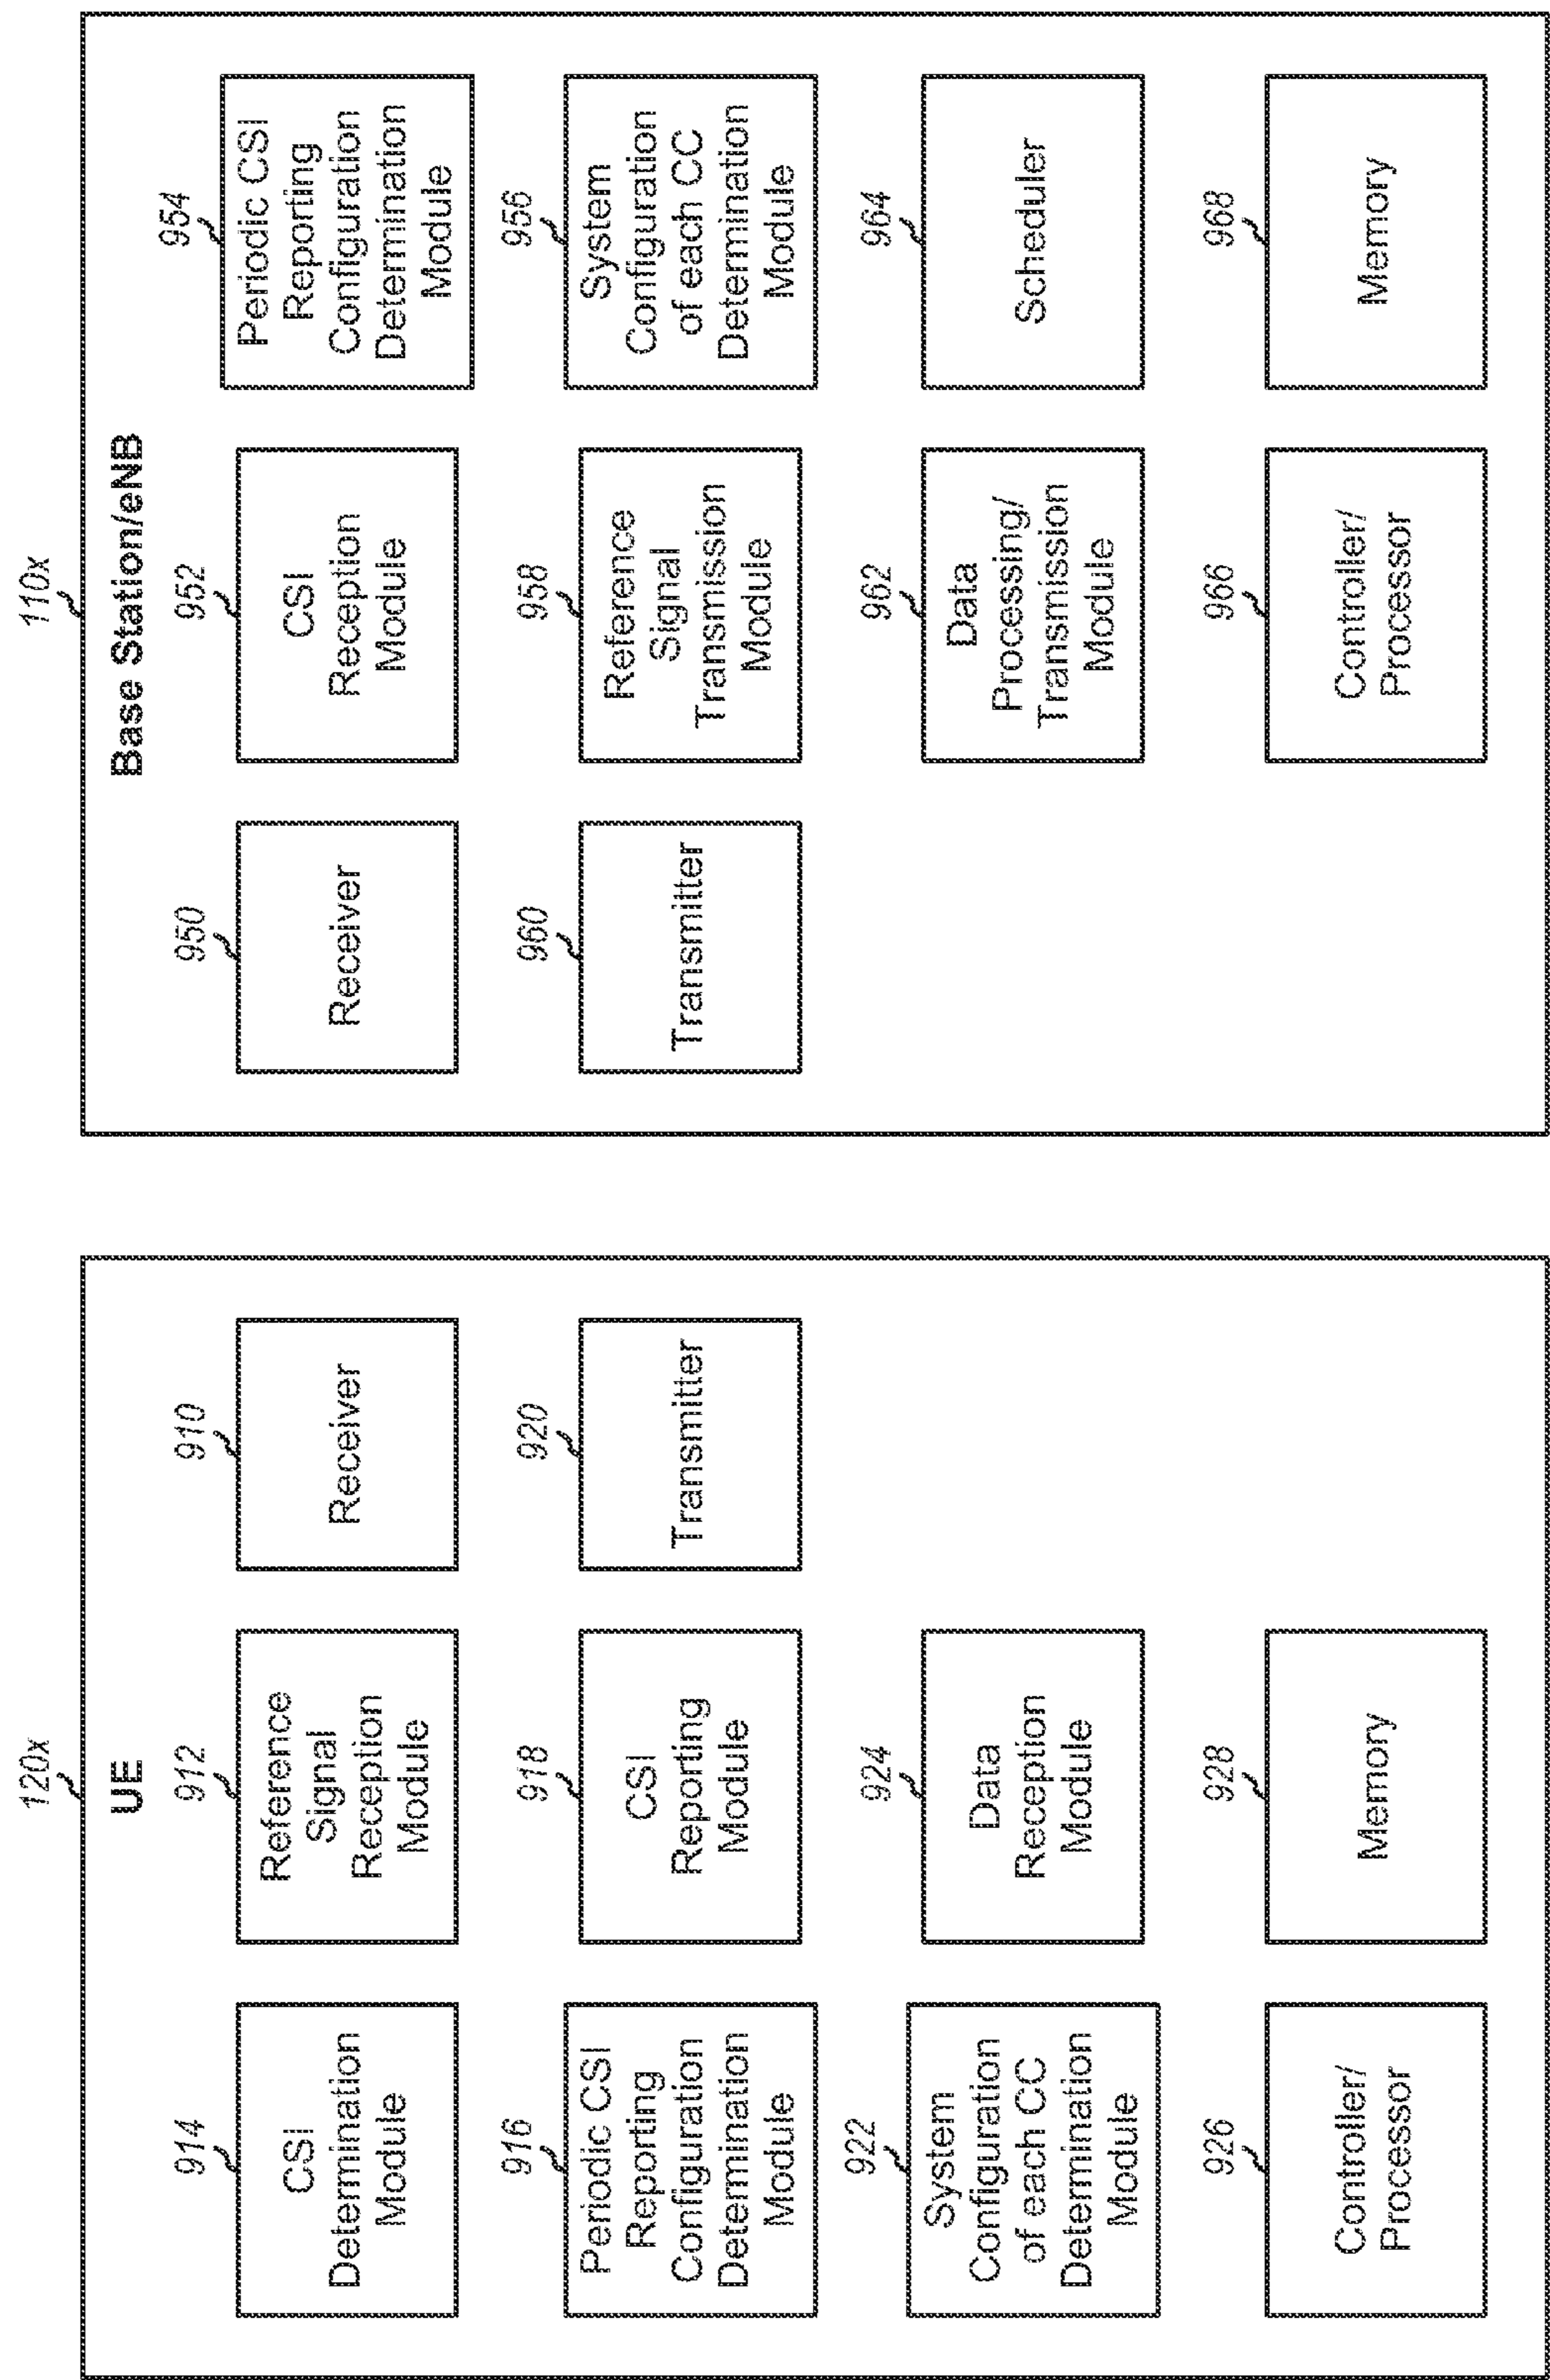 120x
UE
914
CSI
Determination
Module
912
Reference
Signal
Reception
Module
910
Receiver
916
Periodic CSI
Reporting
Configuration
Determination
Module
918
CSI
Reporting
Module
920
Transmitter
922
System
Configuration
of each CC
Determination
Module
924
Data
Reception
Module
926
Controller/
Processor
928
Memory
110x
Base Station/eNB
950
Receiver
952
CSI
Reception
Module
954
Periodic CSI
Reporting
Configuration
Determination
Module
960
Transmitter
958
Reference
Signal
Transmission
Module
956
System
Configuration
of each CC
Determination
Module
962
Data
Processing/
Transmission
Module
964
Scheduler
966
Controller/
Processor
968
Memory